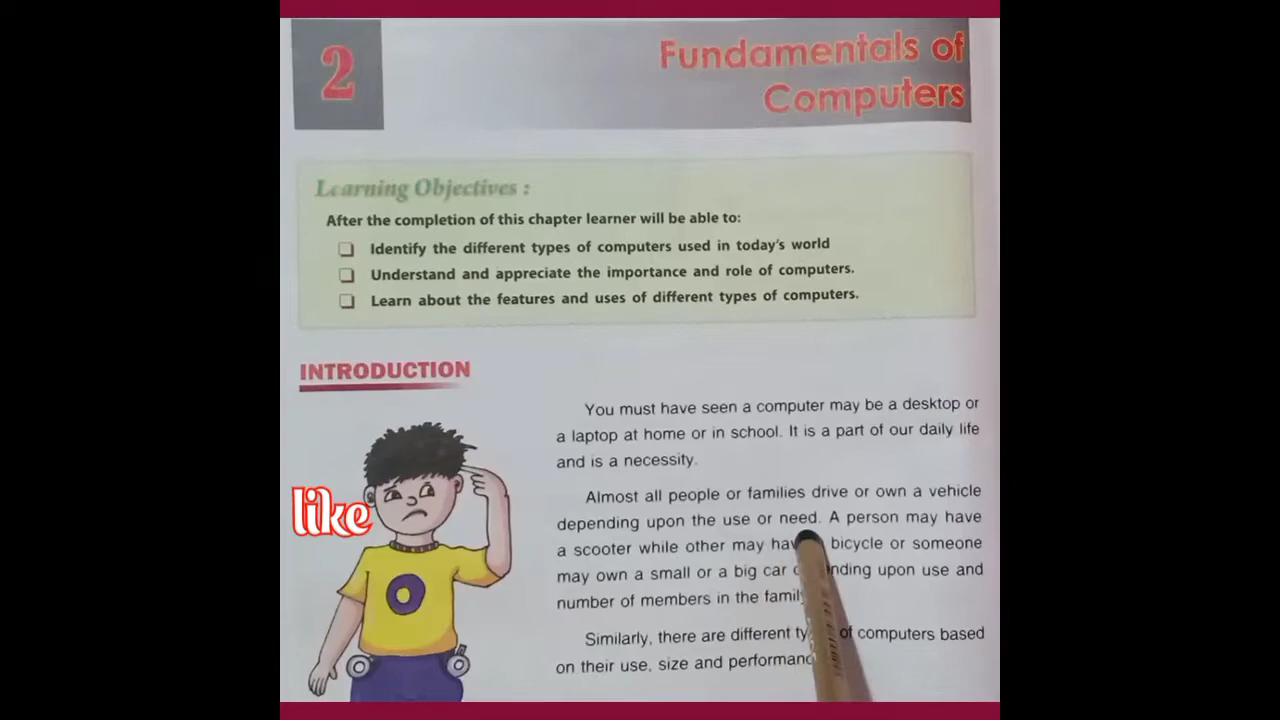 2
Fundamentals of
Computers
Learning Objectives :
After the completion of this chapter learner will be able to:
Identify the different types of computers used in today's world
Understand and appreciate the importance and role of computers.
Learn about the features and uses of different types of computers.
INTRODUCTION
You must have seen a computer may be a desktop or
a laptop at home or in school. It is a part of our daily life
and is a necessity.
Almost all people or families drive or own a vehicle
depending upon the use or need. A person may have
a scooter while other may have bicycle or someone
may own a small or a big car upon use and
number of members in the family
Similarly, there are different of computers based
on their use, size and performance
like